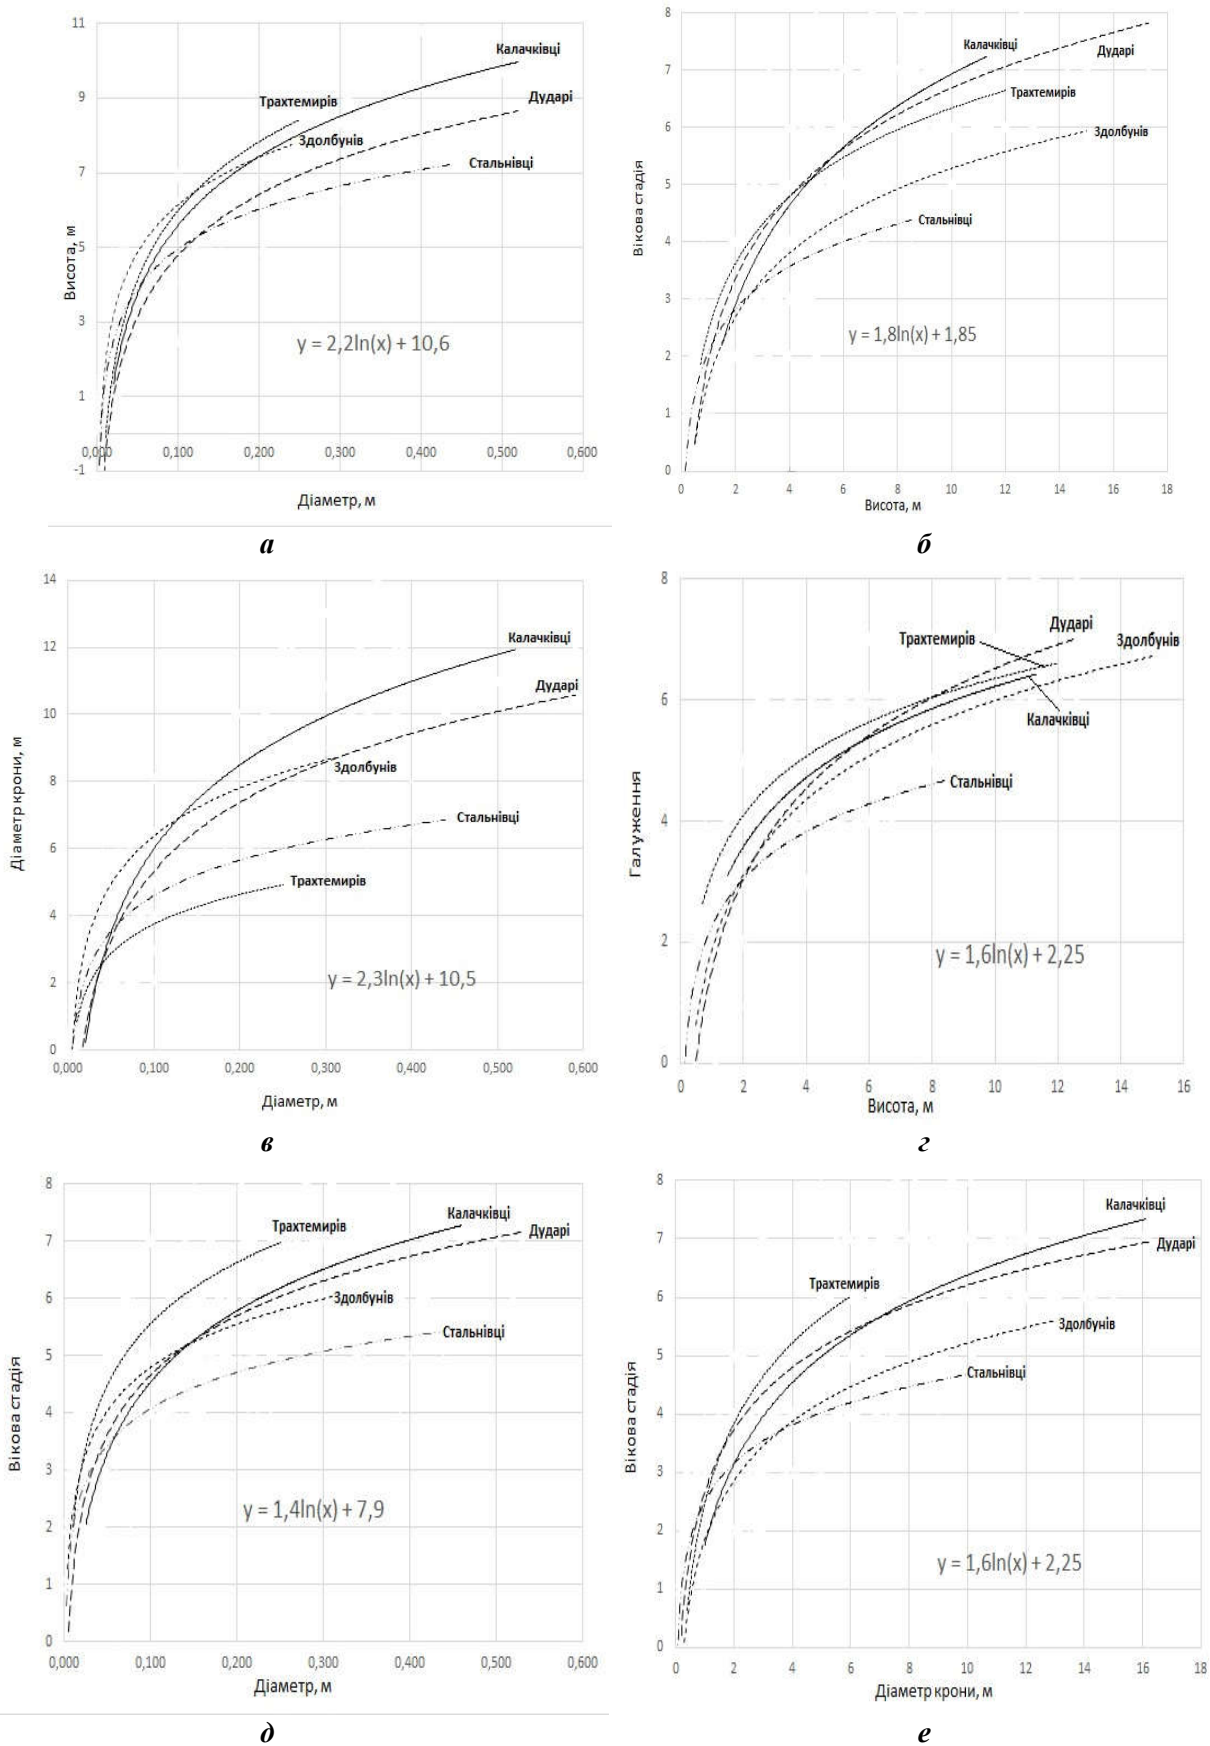 11
9
7
5
3
1
-1
Висота, м
Калачківці
Трахтемирів
Дударі
Здолбунів
Стальнівці
y = 2,2ln(x) + 10,6
0,000 0,100 0,200 0,300 0,400 0,500 0,600
Діаметр, м
а
8
7
6
5
4
3
2
1
0
Вікова стадія
Калачківці
Дударі
Трахтемирів
Здолбунів
Стальнівці
y = 1,8ln(x) + 1,85
0 2 4 6 8 10 12 14 16 18
Висота, м
б
14
12
10
8
6
4
2
0
Діаметр крони, м
Калачківці
Дударі
Здолбунів
Стальнівці
Трахтемирів
y = 2,3ln(x) + 10,5
0,000 0,100 0,200 0,300 0,400 0,500 0,600
Діаметр, м
в
8
6
4
2
0
Галуження
Дударі
Трахтемирів
Здолбунів
Калачківці
Стальнівці
y = 1,6ln(x) + 2,25
0 2 4 6 8 10 12 14 16
Висота, м
г
8
7
6
5
4
3
2
1
0
Вікова стадія
Калачківці
Трахтемирів
Дударі
Здолбунів
Стальнівці
y = 1,4ln(x) + 7,9
0,000 0,100 0,200 0,300 0,400 0,500 0,600
Діаметр, м
д
8
7
6
5
4
3
2
1
0
Вікова стадія
Калачківці
Дударі
Трахтемирів
Здолбунів
Стальнівці
y = 1,6ln(x) + 2,25
0 2 4 6 8 10 12 14 16 18
Діаметр крони, м
е